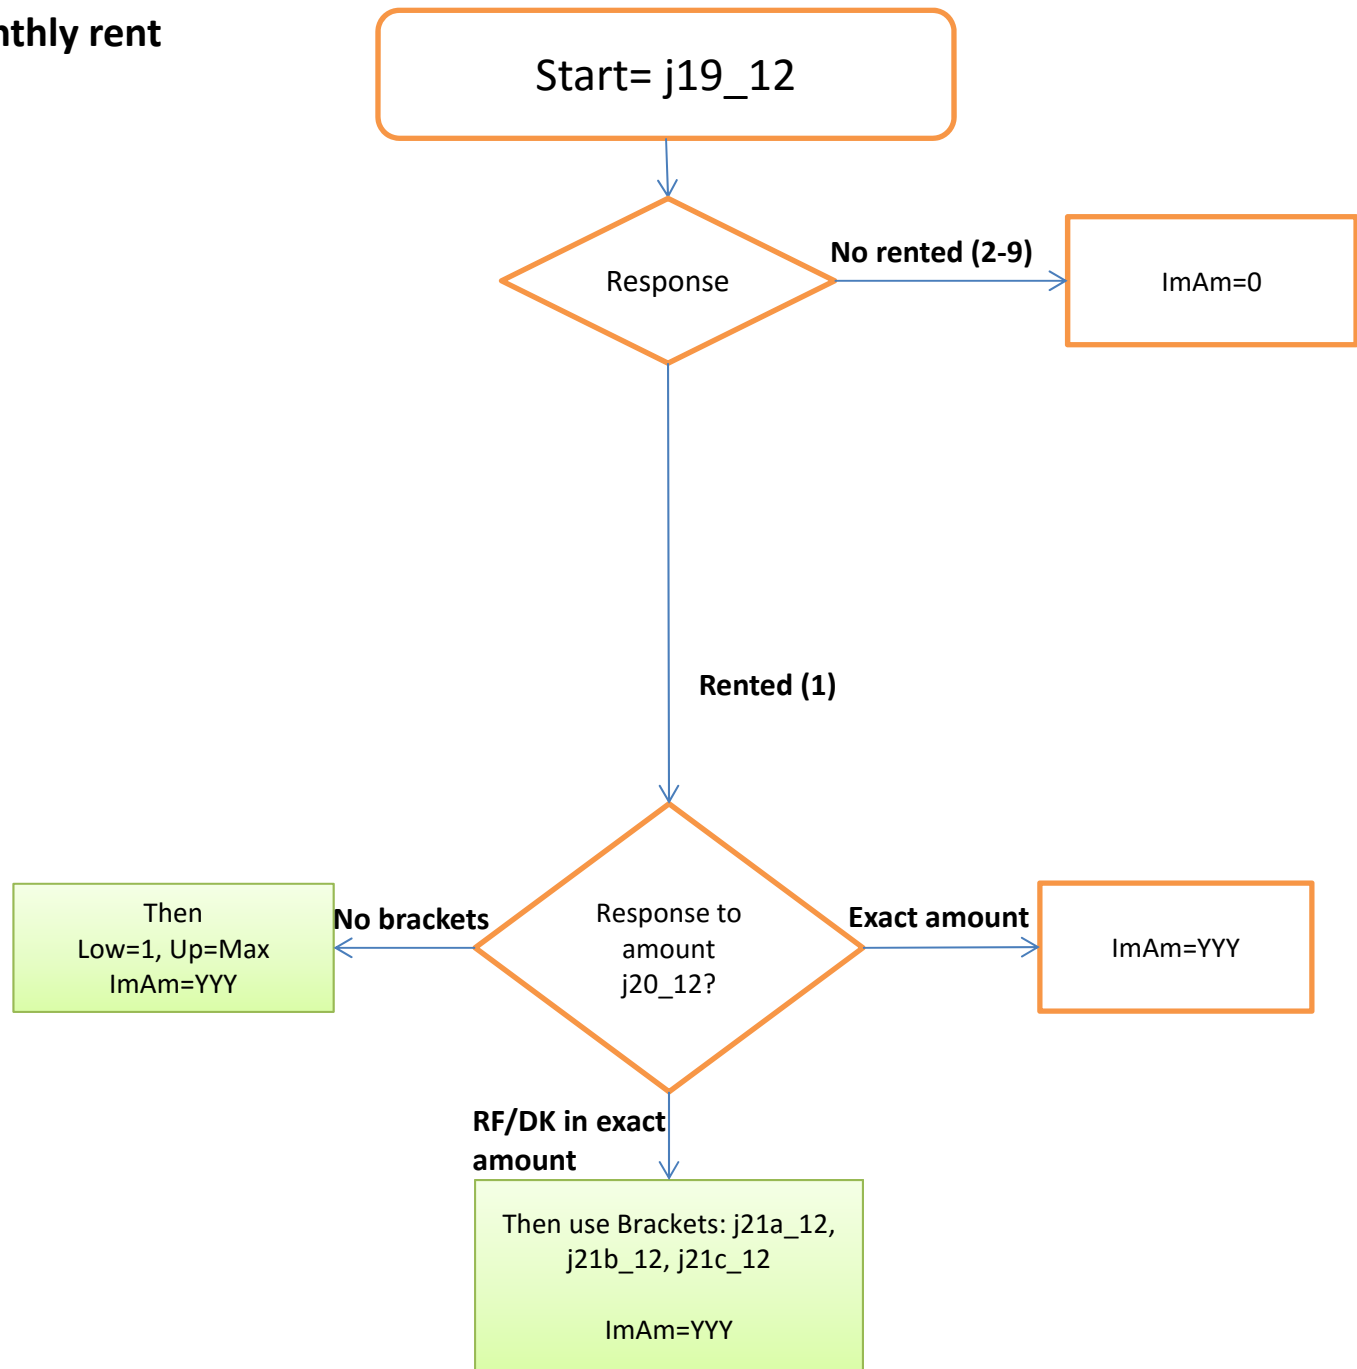 nthly rent
Start= j19_12
Response
No rented (2-9)
ImAm=0
Rented (1)
Then
Low=1, Up=Max
ImAm=YYY
No brackets
Response to
amount
j20_12?
Exact amount
ImAm=YYY
RF/DK in exact
amount
Then use Brackets: j21a_12,
j21b_12, j21c_12
ImAm=YYY